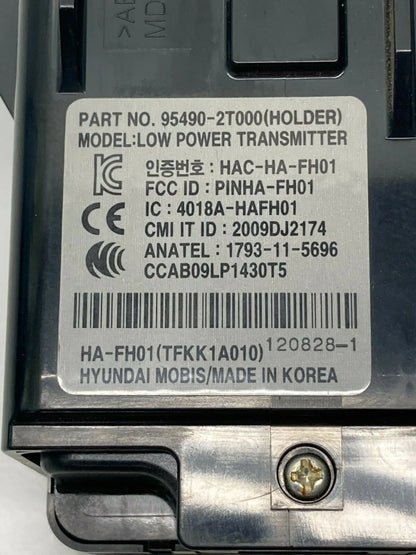 >AB
MD
PART NO. 95490-2T000(HOLDER)
MODEL:LOW POWER TRANSMITTER
인증번호 : HAC-HA-FH01
FCC ID : PINHA-FH01
IC : 4018A-HAFH01
CMI IT ID : 2009DJ2174
ANATEL : 1793-11-5696
CCAB09LP1430T5
HA-FH01(TFKK1A010) 120828-1
HYUNDAI MOBIS/MADE IN KOREA